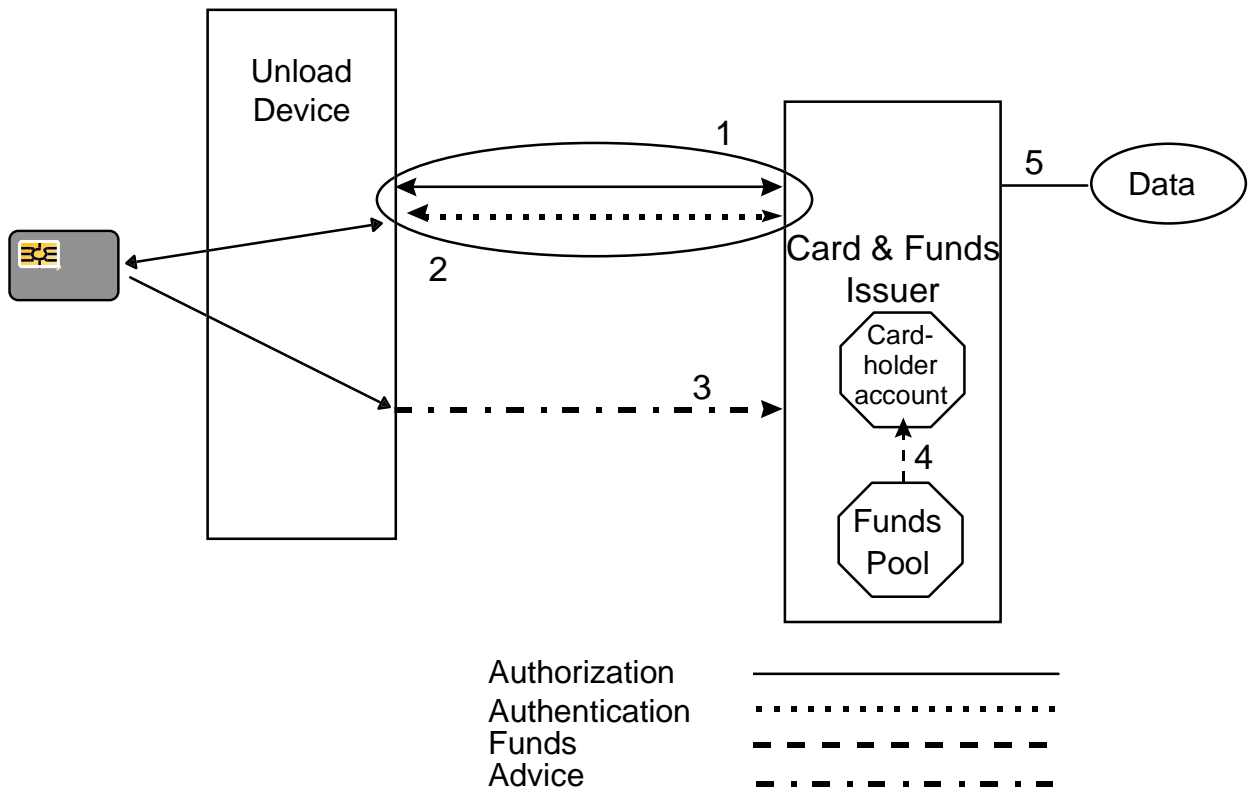 Unload
Device
1
2
3
Card & Funds
Issuer
Card-
holder
account
4
Funds
Pool
5
Data
Authorization
Authentication
Funds
Advice